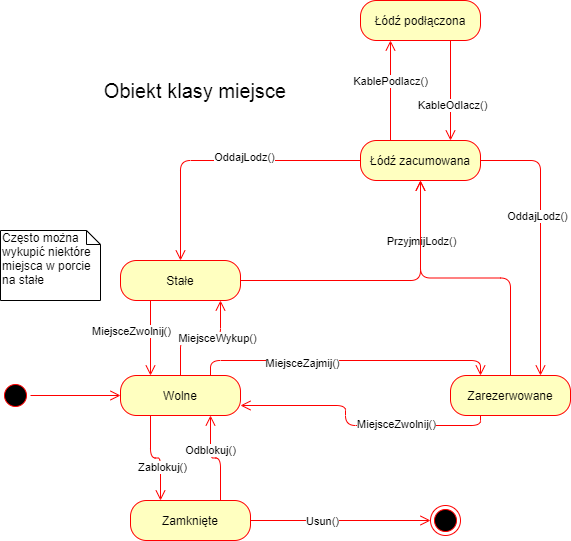 Łódź podłączona
KablePodlacz()
KableOdlacz()
Obiekt klasy miejsce
OddajLodz()
Łódź zacumowana
OddajLodz()
PrzyjmijLodz()
Często można
wykupić niektóre
miejsca w porcie
na stałe
Stałe
MiejsceZwolnij()
MiejsceWykup()
MiejsceZajmij()
Wolne
Zarezerwowane
MiejsceZwolnij()
Odblokuj()
Zablokuj()
Zamknięte
Usun()